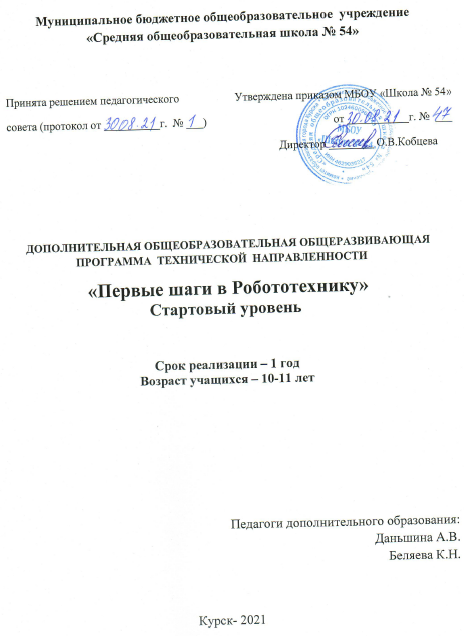 Муниципальное бюджетное общеобразовательное учреждение
«Средняя общеобразовательная школа № 54»
Принята решением педагогического
совета (протокол от 30.08.21 г. № 1)
Утверждена приказом МБОУ «Школа № 54»
от 30.08.21 г. № 47
Директор О.В.Кобцева
МБОУ
ДОПОЛНИТЕЛЬНАЯ ОБЩЕОБРАЗОВАТЕЛЬНАЯ ОБЩЕРАЗВИВАЮЩАЯ
ПРОГРАММА ТЕХНИЧЕСКОЙ НАПРАВЛЕННОСТИ
«Первые шаги в Робототехнику»
Стартовый уровень
Срок реализации – 1 год
Возраст учащихся – 10-11 лет
Педагоги дополнительного образования:
Даньшина А.В.
Беляева К.Н.
Курск- 2021